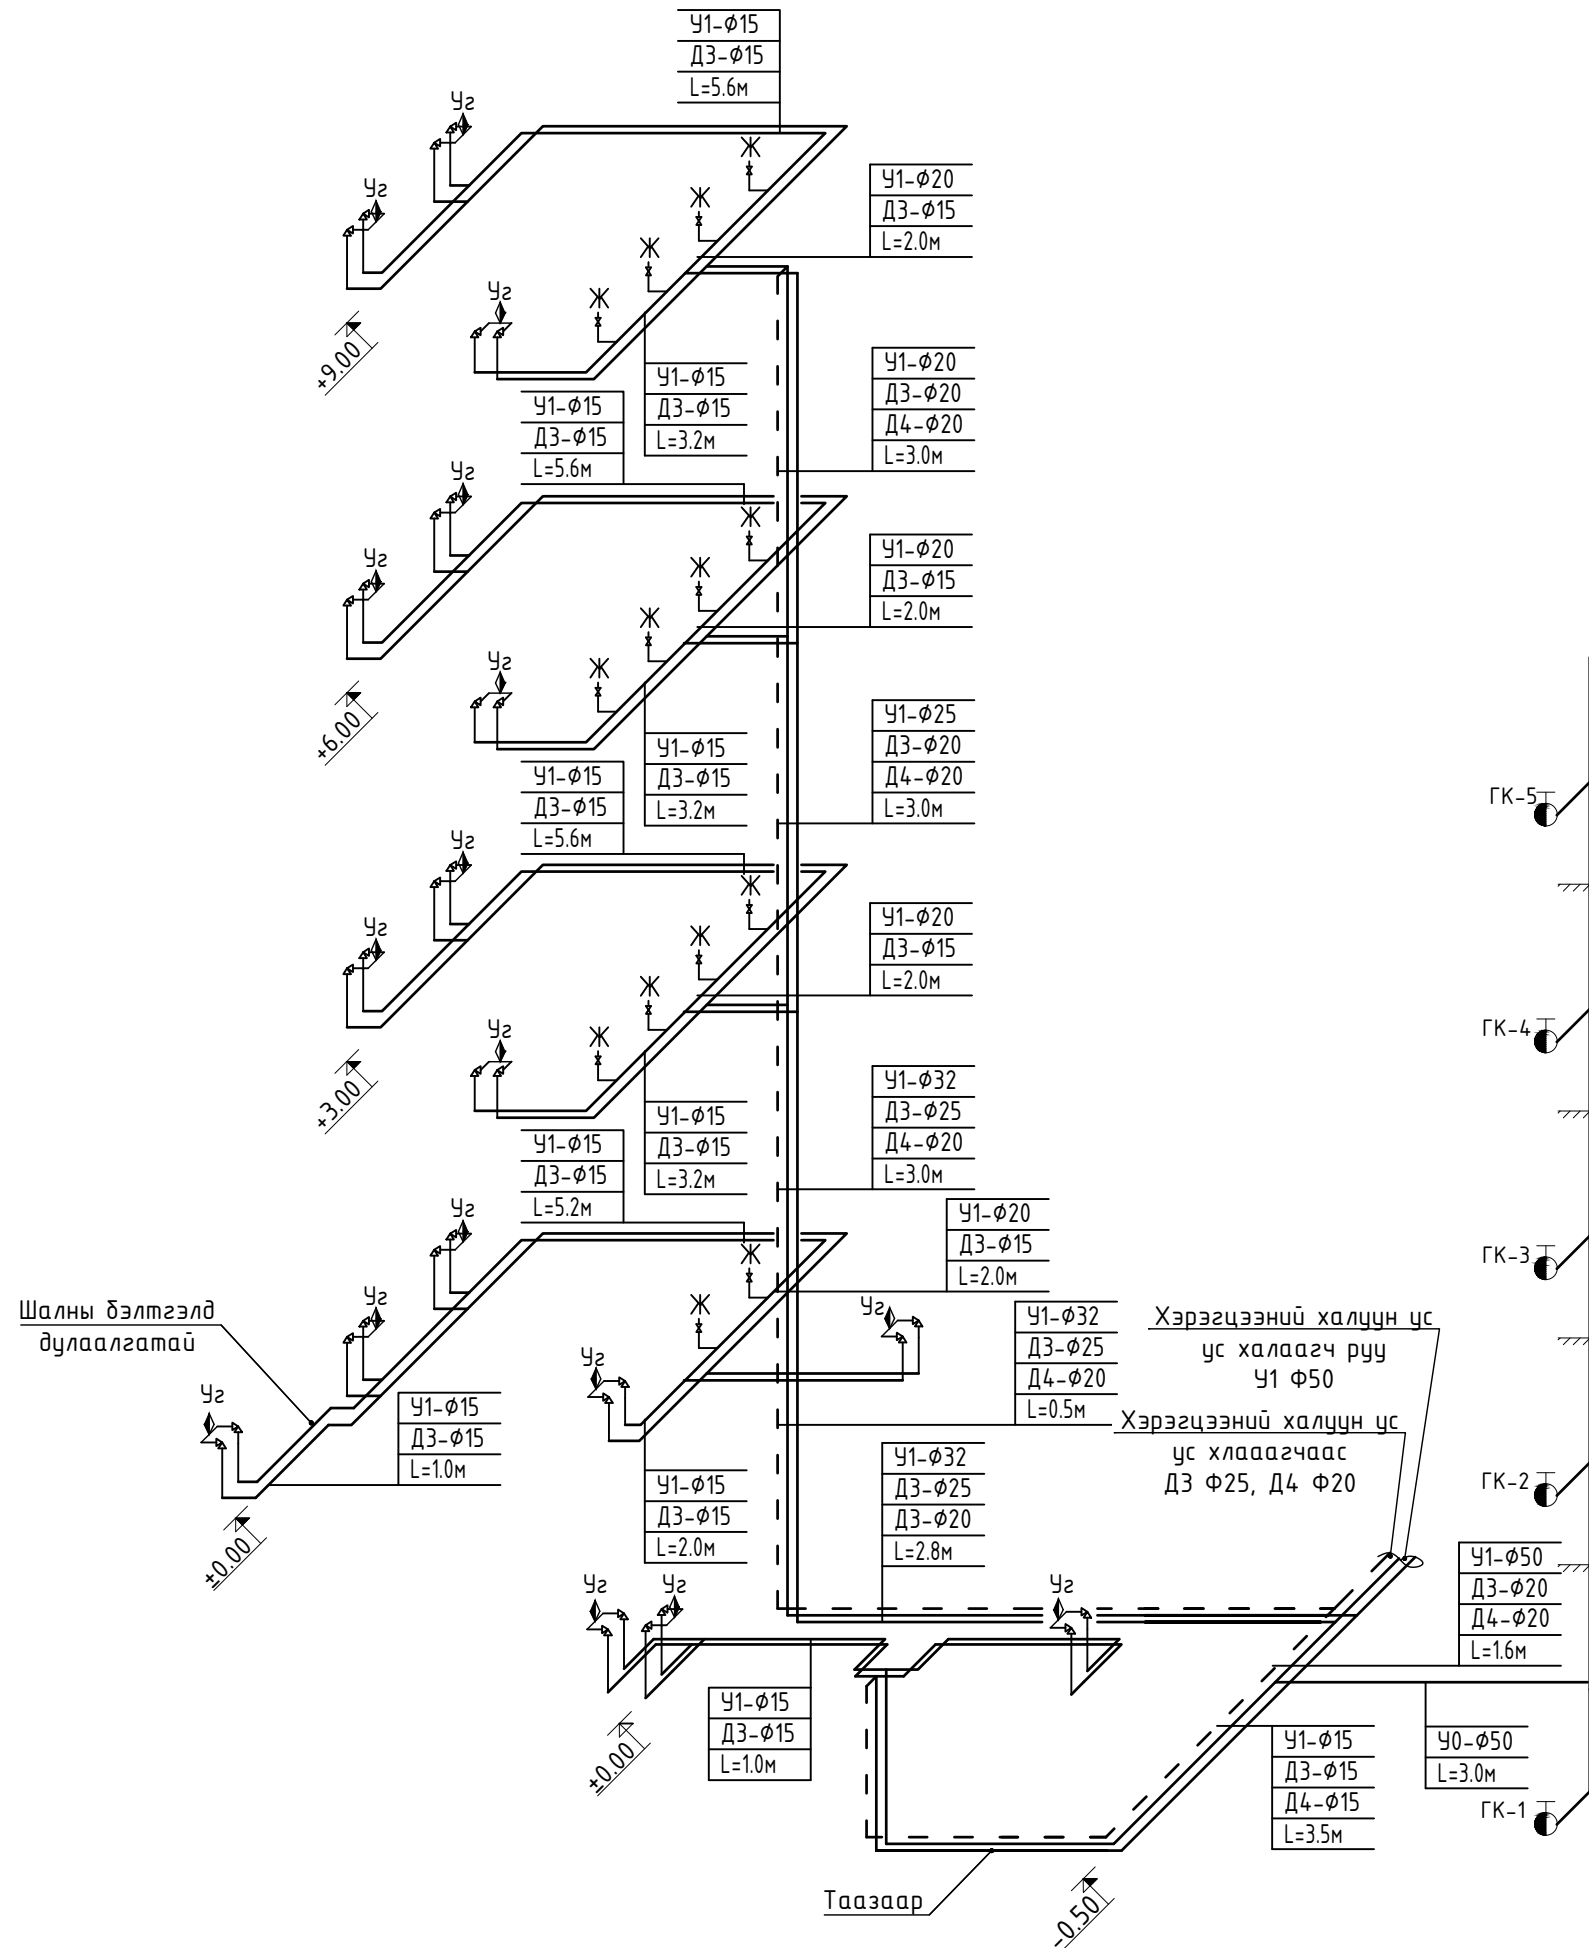 У1-Ф15
Д3-Ф15
L=5.6м
Уг
Ж
У1-Ф20
Д3-Ф15
L=2.0м
Уг
Ж
Ж
Уг
Ж
+9.00
У1-Ф20
Д3-Ф20
Д4-Ф20
L=3.0м
У1-Ф15
Д3-Ф15
L=3.2м
У1-Ф15
Д3-Ф15
L=5.6м
Уг
Ж
У1-Ф20
Д3-Ф15
L=2.0м
Уг
Ж
Ж
Уг
Ж
+6.00
У1-Ф25
Д3-Ф20
Д4-Ф20
L=3.0м
У1-Ф15
Д3-Ф15
L=3.2м
У1-Ф15
Д3-Ф15
L=5.6м
ГК-5
Уг
Ж
У1-Ф20
Д3-Ф15
L=2.0м
Уг
Ж
Ж
Уг
Ж
ГК-4
+3.00
У1-Ф32
Д3-Ф25
Д4-Ф20
L=3.0м
У1-Ф15
Д3-Ф15
L=3.2м
У1-Ф15
Д3-Ф15
L=5.2м
Уг
Ж
У1-Ф20
Д3-Ф15
L=2.0м
ГК-3
Шалны бэлтгэлд
дулаалгатай
Уг
Ж
Уг
У1-Ф32
Д3-Ф25
Д4-Ф20
L=0.5м
Хэрэгцээний халуун ус
ус халаагч руу
У1 Ф50
Уг
Уг
У1-Ф15
Д3-Ф15
L=1.0м
Хэрэгцээний халуун ус
ус хлааагчаас
Д3 Ф25, Д4 Ф20
У1-Ф32
Д3-Ф25
Д3-Ф20
L=2.8м
У1-Ф15
Д3-Ф15
L=2.0м
ГК-2
±0.00
Уг
Уг
Уг
У1-Ф50
Д3-Ф20
Д4-Ф20
L=1.6м
У1-Ф15
Д3-Ф15
L=1.0м
±0.00
У1-Ф15
Д3-Ф15
Д4-Ф15
L=3.5м
У0-Ф50
L=3.0м
ГК-1
Таазаар
-0.50